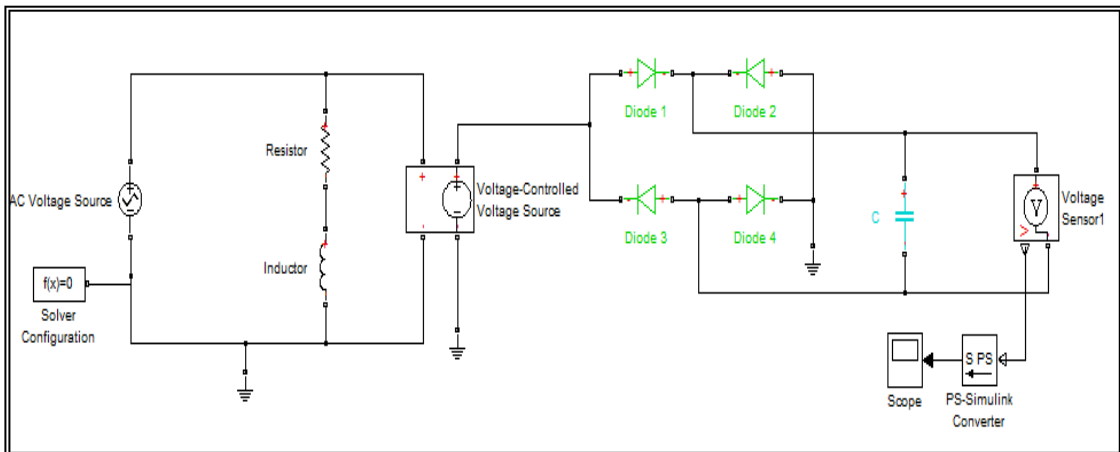 Diode 1
Diode 2
Resistor
AC Voltage Source
Voltage-Controlled
Voltage Source
Voltage
Sensor1
V
C
Diode 3
Diode 4
Inductor
f(x)=0
Solver
Configuration
S PS
Scope
PS-Simulink
Converter